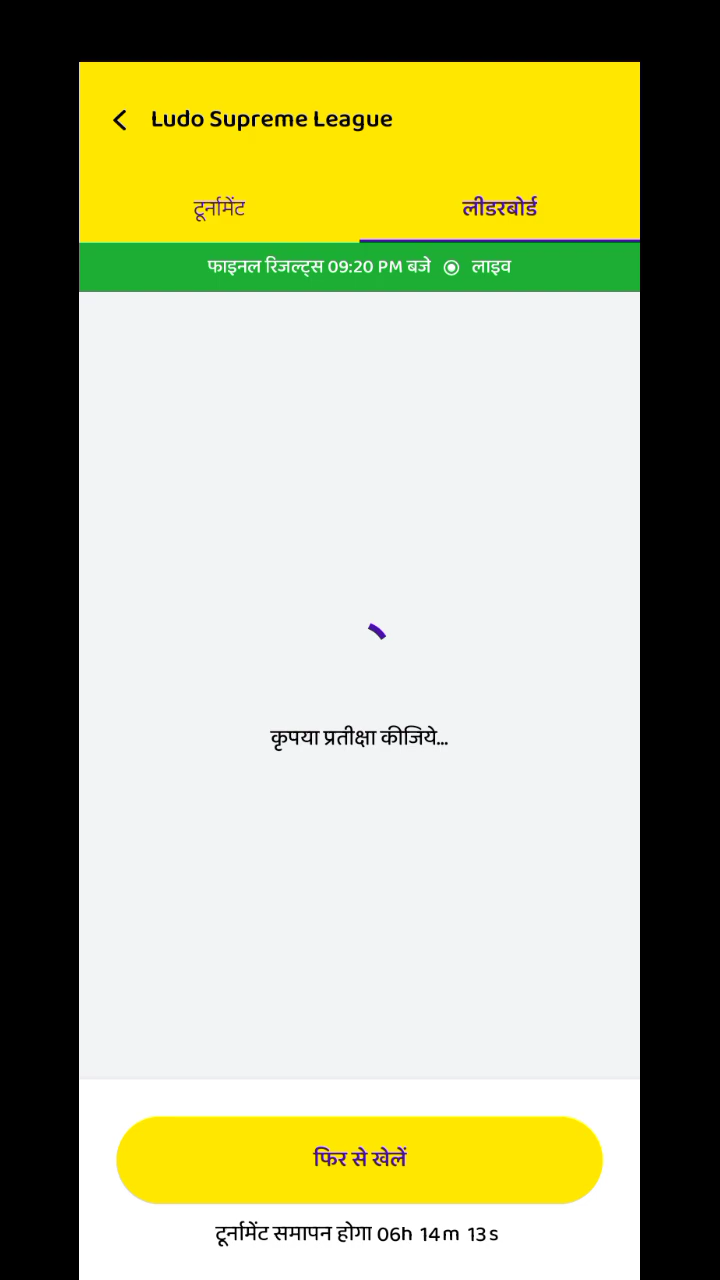 Ludo Supreme League
टूर्नामेंट
लीडरबोर्ड
फाइनल रिजल्ट्स 09:20 PM बजे लाइव
कृपया प्रतीक्षा कीजिये...
फिर से खेलें
टूर्नामेंट समापन होगा 06h 14m 13s